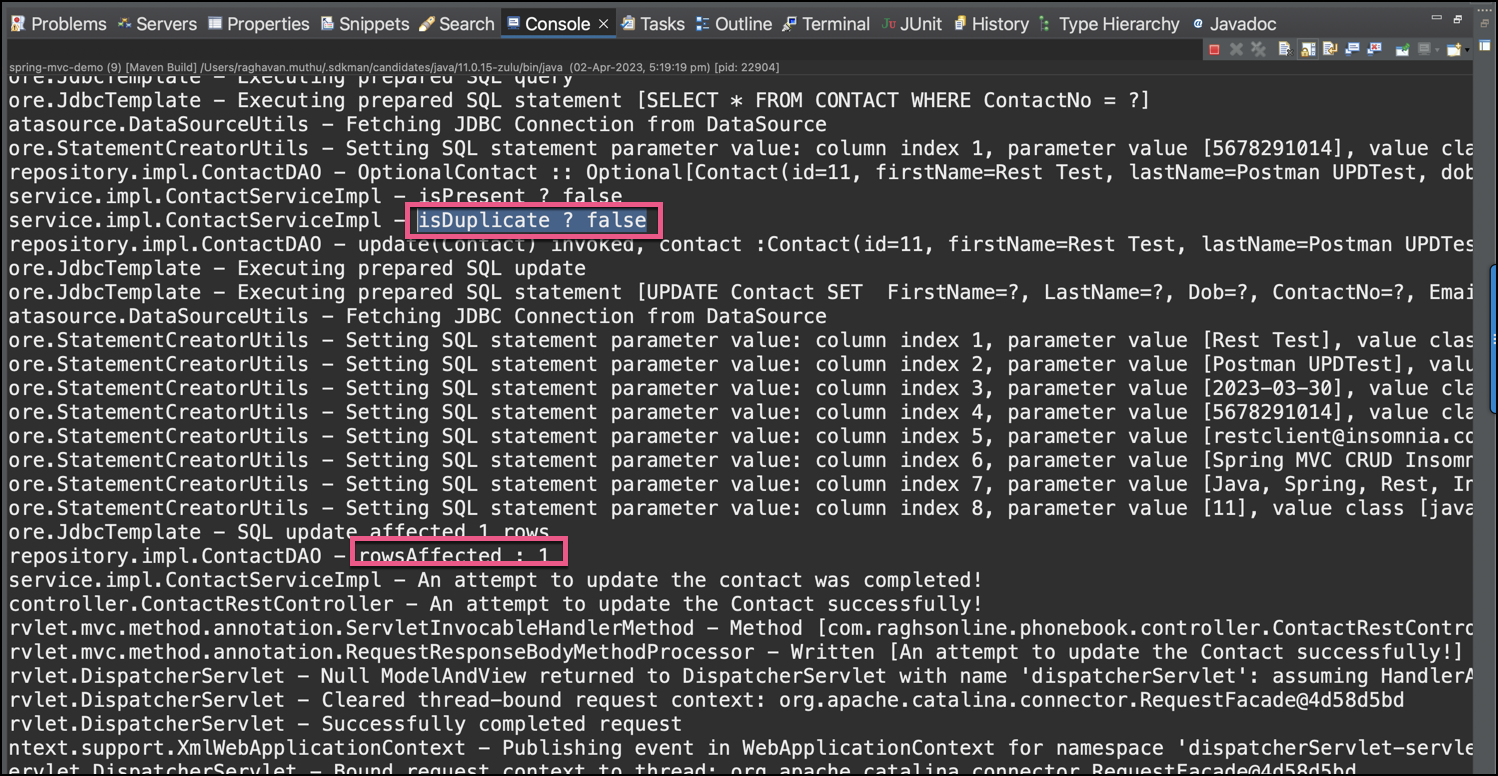 Problems Servers Properties Snippets Search Console Tasks Outline Terminal JUnit History Type Hierarchy @ Javadoc
spring-mvc-demo (9) [Maven Build] /Users/raghavan.muthu/.sdkman/candidates/java/11.0.15-zulu/bin/java (02-Apr-2023, 5:19:19 pm) [pid: 22904]
ore.JdbcTemplate - Executing prepared SQL query
ore.JdbcTemplate - Executing prepared SQL statement [SELECT * FROM CONTACT WHERE ContactNo = ?]
atasource.DataSourceUtils - Fetching JDBC Connection from DataSource
ore.StatementCreatorUtils - Setting SQL statement parameter value: column index 1, parameter value [5678291014], value cla
repository.impl.ContactDAO - OptionalContact :: Optional[Contact(id=11, firstName=Rest Test, lastName=Postman UPDTest, dob
service.impl.ContactServiceImpl - isPresent ? false
service.impl.ContactServiceImpl - isDuplicate ? false
repository.impl.ContactDAO - update(Contact) invoked, contact :Contact(id=11, firstName=Rest Test, lastName=Postman UPDTes
ore.JdbcTemplate - Executing prepared SQL update
ore.JdbcTemplate - Executing prepared SQL statement [UPDATE Contact SET  FirstName=?, LastName=?, Dob=?, ContactNo=?, Emai
atasource.DataSourceUtils - Fetching JDBC Connection from DataSource
ore.StatementCreatorUtils - Setting SQL statement parameter value: column index 1, parameter value [Rest Test], value clas
ore.StatementCreatorUtils - Setting SQL statement parameter value: column index 2, parameter value [Postman UPDTest], valu
ore.StatementCreatorUtils - Setting SQL statement parameter value: column index 3, parameter value [2023-03-30], value cla
ore.StatementCreatorUtils - Setting SQL statement parameter value: column index 4, parameter value [5678291014], value cla
ore.StatementCreatorUtils - Setting SQL statement parameter value: column index 5, parameter value [restclient@insomnia.co
ore.StatementCreatorUtils - Setting SQL statement parameter value: column index 6, parameter value [Spring MVC CRUD Insomn
ore.StatementCreatorUtils - Setting SQL statement parameter value: column index 7, parameter value [Java, Spring, Rest, In
ore.StatementCreatorUtils - Setting SQL statement parameter value: column index 8, parameter value [11], value class [java
ore.JdbcTemplate - SQL update affected 1 rows
repository.impl.ContactDAO - rowsAffected : 1
service.impl.ContactServiceImpl - An attempt to update the contact was completed!
controller.ContactRestController - An attempt to update the Contact successfully!
rvlet.mvc.method.annotation.ServletInvocableHandlerMethod - Method [com.raghsonline.phonebook.controller.ContactRestContro
rvlet.mvc.method.annotation.RequestResponseBodyMethodProcessor - Written [An attempt to update the Contact successfully!]
rvlet.DispatcherServlet - Null ModelAndView returned to DispatcherServlet with name 'dispatcherServlet': assuming HandlerA
rvlet.DispatcherServlet - Cleared thread-bound request context: org.apache.catalina.connector.RequestFacade@4d58d5bd
rvlet.DispatcherServlet - Successfully completed request
ntext.support.XmlWebApplicationContext - Publishing event in WebApplicationContext for namespace 'dispatcherServlet-servle
ervlet.DispatcherServlet - Bound request context to thread: org.apache.catalina.connector.RequestFacade@4d58d5bd